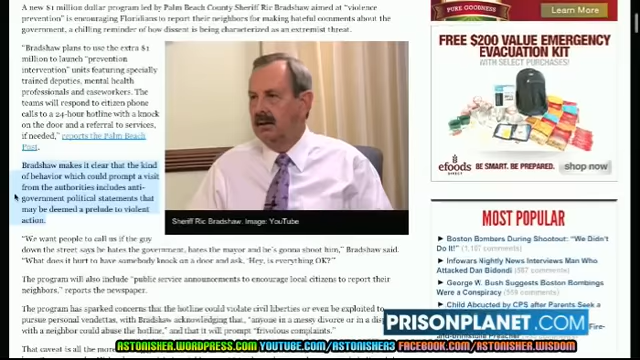 A new $1 million dollar program led by Palm Beach County Sheriff Ric Bradshaw aimed at "violence
prevention" is encouraging Floridians to report their neighbors for making hateful comments about the
government, a chilling reminder of how dissent is being characterized as an extremist threat.
"Bradshaw plans to use the extra $1
million to launch "prevention
intervention" units featuring specially
trained deputies, mental health
professionals and caseworkers. The
teams will respond to citizen phone
calls to a 24-hour hotline with a knock
on the door and a referral to services,
if needed," reports the Palm Beach
Post.
Bradshaw makes it clear that the kind
of behavior which could prompt a visit
from the authorities includes anti-
government political statements that
may be deemed a prelude to violent
action.
Sheriff Ric Bradshaw. Image: YouTube
"We want people to call us if the guy
down the street says he hates the government, hates the mayor and he's gonna shoot him," Bradshaw said.
"What does it hurt to have somebody knock on a door and ask, 'Hey, is everything OK?'"
The program will also include "public service announcements to encourage local citizens to report their
neighbors," reports the newspaper.
The program has sparked concerns that the hotline could violate civil liberties or even be exploited to
pursue personal vendettas, with Bradshaw acknowledging that, "anyone in a messy divorce or in a
with a neighbor could abuse the hotline," and that it will prompt "frivolous complaints."
That caveat is all the more
PURE GOODNESS
Learn More
FREE $200 VALUE EMERGENCY
EVACUATION KIT
WITH SELECT PURCHASES!
efoods
DIRECT
BE SMART. BE PREPARED.
shop now
MOST POPULAR
Boston Bombers During Shootout: "We Didn't
Do It!"
Infowars Nightly News Interviews Man Who
Attacked Dan Bidondi
George W. Bush Suggests Boston Bombings
Were a Conspiracy
Child Abducted by CPS after Parents Seek a
PRISONPLANET.COM
ASTONISHER.WORDPRESS.COM YOUTUBE.COM/ASTONISHER3 FACEBOOK.COM/ASTONISHER.WISDOM